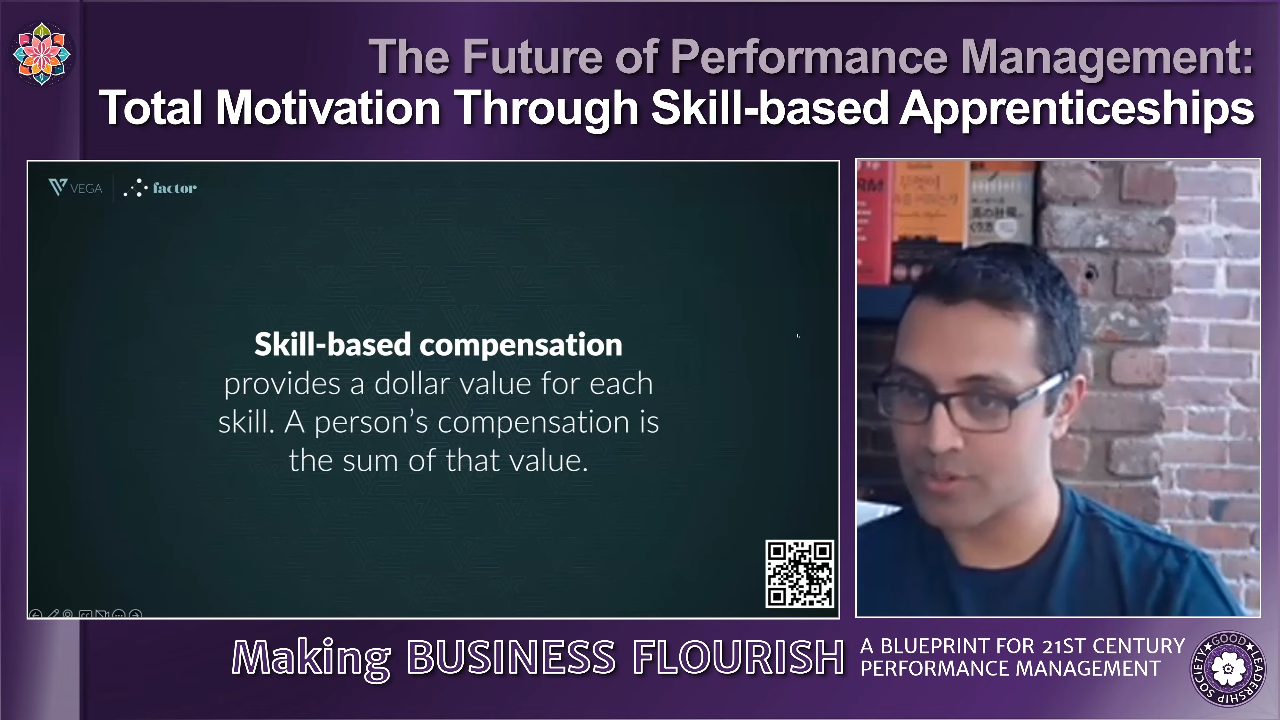 The Future of Performance Management:
Total Motivation Through Skill-based Apprenticeships
VEGA
factor
Skill-based compensation
provides a dollar value for each
skill. A person’s compensation is
the sum of that value.
Making BUSINESS FLOURISH
A BLUEPRINT FOR 21ST CENTURY
PERFORMANCE MANAGEMENT
GOOD LEADERSHIP SOCIETY